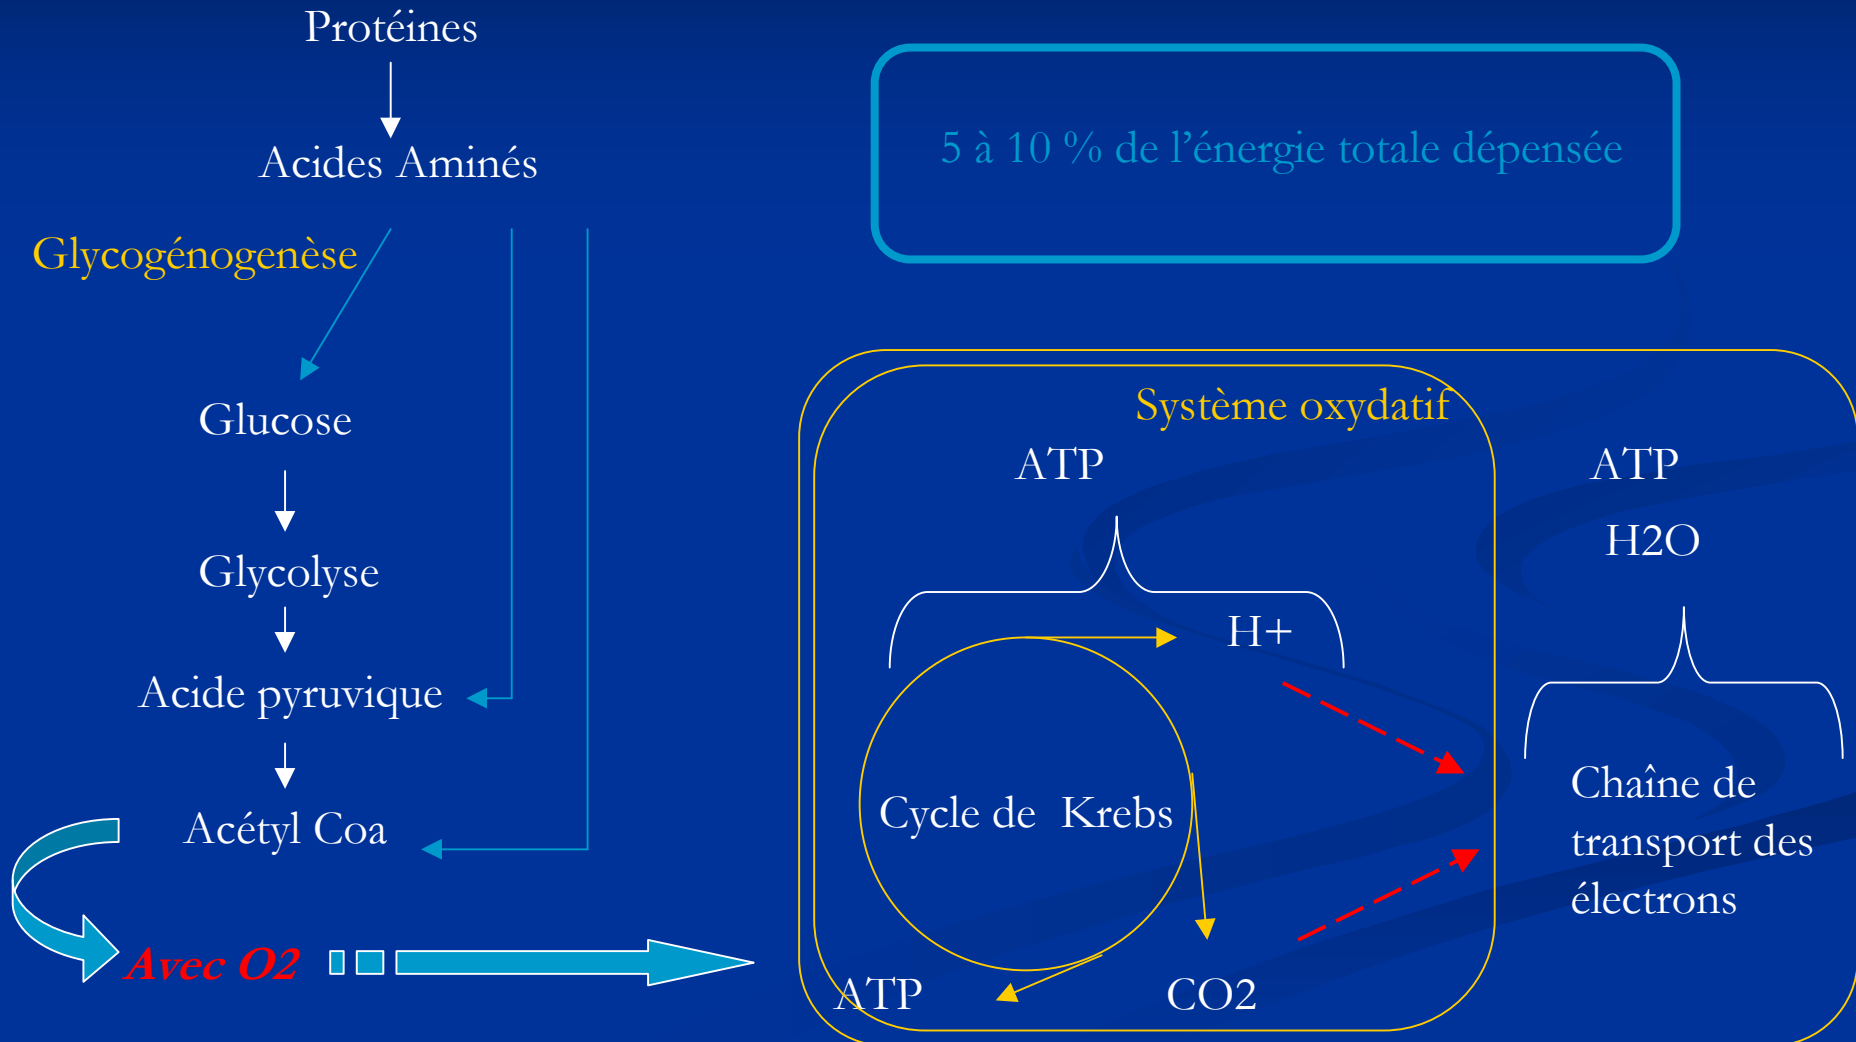 Protéines
Acides Aminés
5 à 10 % de l’énergie totale dépensée
Glycogénogenèse
Glucose
Glycolyse
Acide pyruvique
Acétyl Coa
Avec O2
Système oxydatif
ATP
H+
Cycle de Krebs
ATP
CO2
ATP
H2O
Chaîne de
transport des
électrons